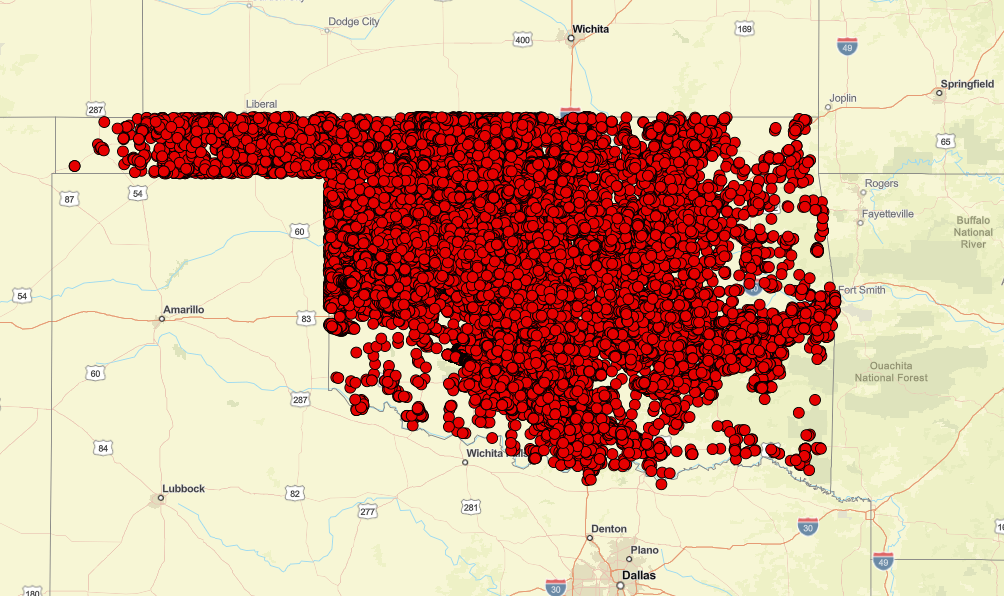 Dodge City
Wichita
400
169
49
Springfield
287
Liberal
Joplin
65
87
54
Rogers
Fayetteville
Buffalo
National
River
60
54
Fort Smith
Amarillo
83
Ouachita
National Forest
60
287
84
Wichita
Lubbock
82
277
281
Denton
30
Plano
49
Dallas
30
180